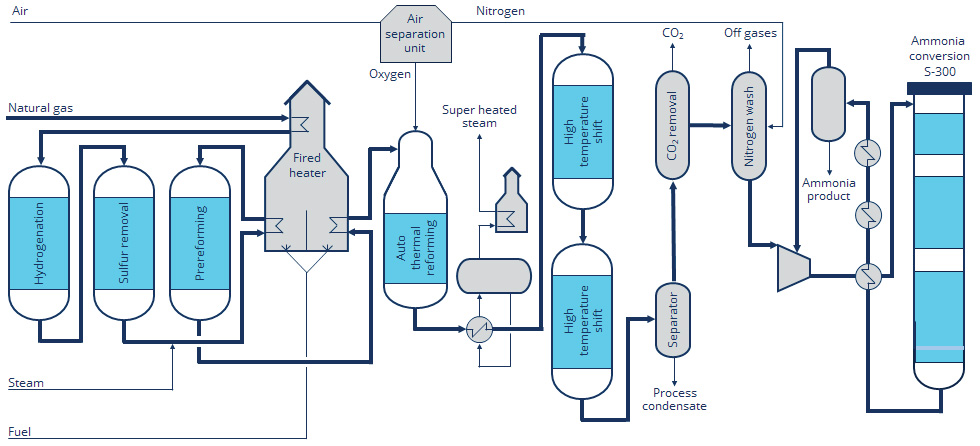 Air
Air
separation
unit
Nitrogen
Oxygen
CO2
Off gases
Ammonia
conversion
S-300
Natural gas
Super heated
steam
Fired
heater
Hydrogenation
Sulfur removal
Prereforming
Auto
thermal
reforming
High
temperature
shift
High
temperature
shift
CO2 removal
Nitrogen wash
Ammonia
product
Separator
Process
condensate
Steam
Fuel